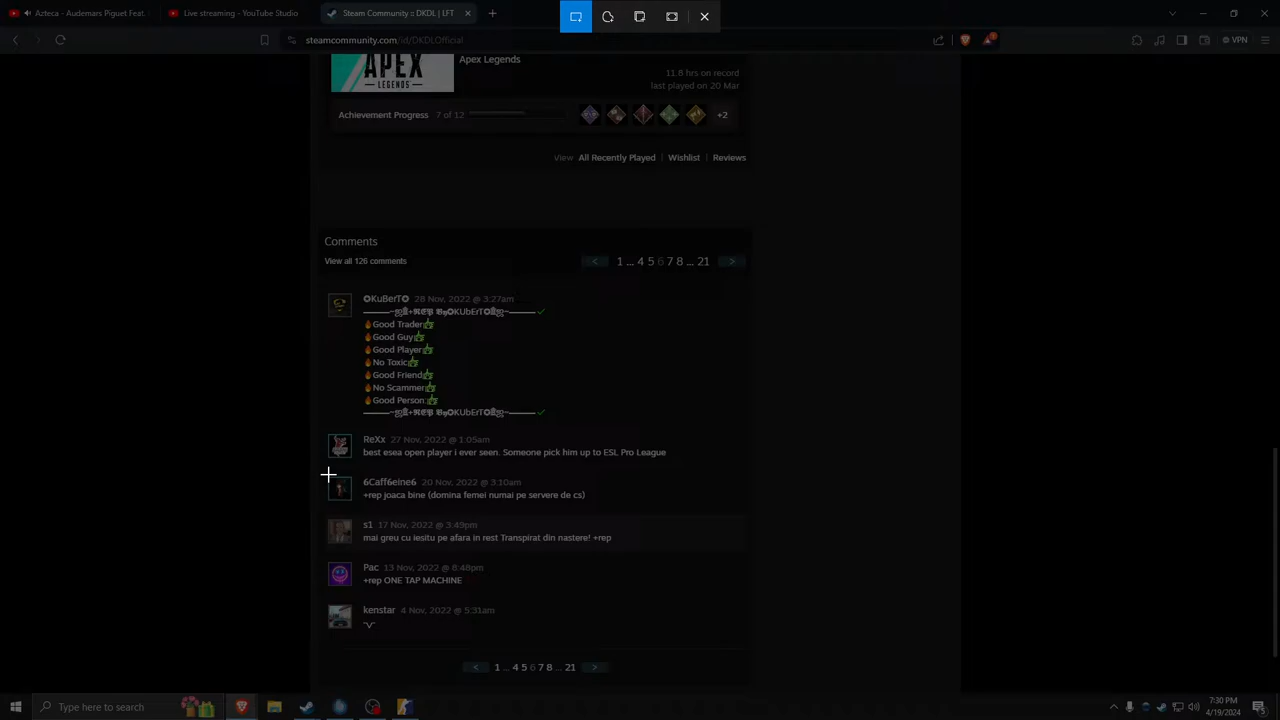 Azteca - Audemars Piguet Feat.
Live streaming - YouTube Studio
Steam Community :: DKDL | LFT
steamcommunity.com/id/DKDLOfficial
VPN
APEX
LEGENDS
Apex Legends
11.8 hrs on record
last played on 20 Mar
Achievement Progress 7 of 12
+2
View All Recently Played | Wishlist | Reviews
Comments
View all 126 comments
< 1 ... 4 5 6 7 8 ... 21 >
✪KuBerT✪ 28 Nov, 2022 @ 3:27am
🔥Good Trader👍
🔥Good Guy👍
🔥Good Player👍
🔥No Toxic👍
🔥Good Friend👍
🔥No Scammer👍
🔥Good Person:👍
ReXx 27 Nov, 2022 @ 1:05am
best esea open player i ever seen. Someone pick him up to ESL Pro League
6Caff6eine6 20 Nov, 2022 @ 3:10am
+rep joaca bine (domina femei numai pe servere de cs)
s1 17 Nov, 2022 @ 3:49pm
mai greu cu iesitu pe afara in rest Transpirat din nastere! +rep
Pac 13 Nov, 2022 @ 8:48pm
+rep ONE TAP MACHINE
kenstar 4 Nov, 2022 @ 5:31am
< 1 ... 4 5 6 7 8 ... 21 >
Type here to search
7:30 PM
4/19/2024
5